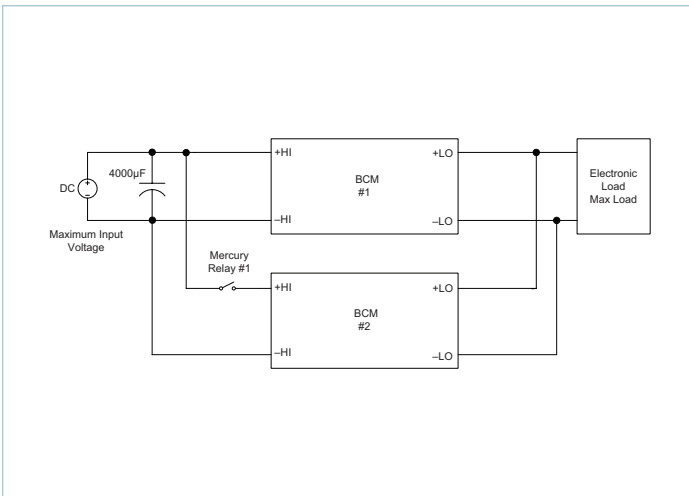 DC
+
–
Maximum Input
Voltage
4000µF
+HI
–HI
BCM
#1
+LO
–LO
Electronic
Load
Max Load
Mercury
Relay #1
+HI
–HI
BCM
#2
+LO
–LO